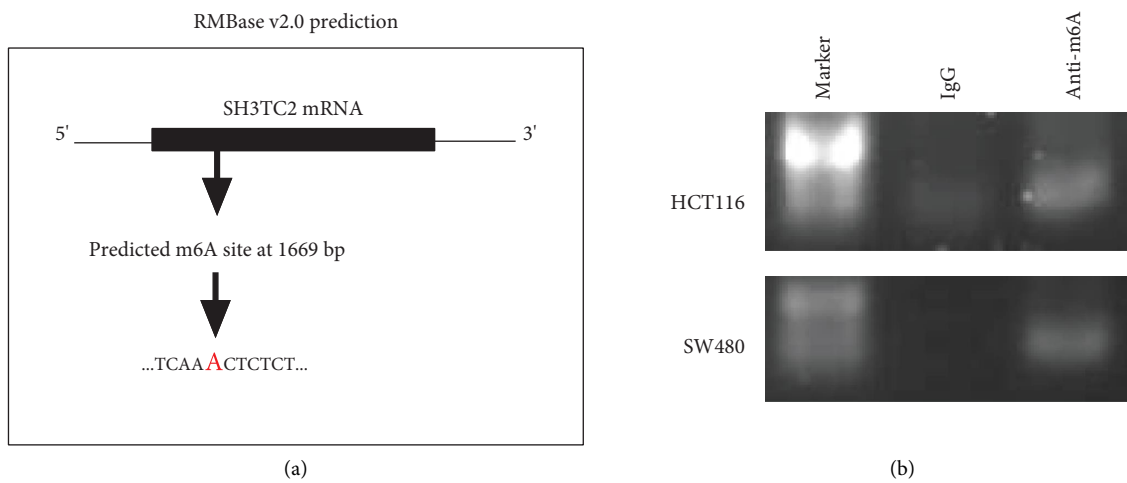 RMBase v2.0 prediction
SH3TC2 mRNA
5'
3'
Predicted m6A site at 1669 bp
...TCAAACTCTCT...
(a)
Marker
IgG
Anti-m6A
HCT116
SW480
(b)